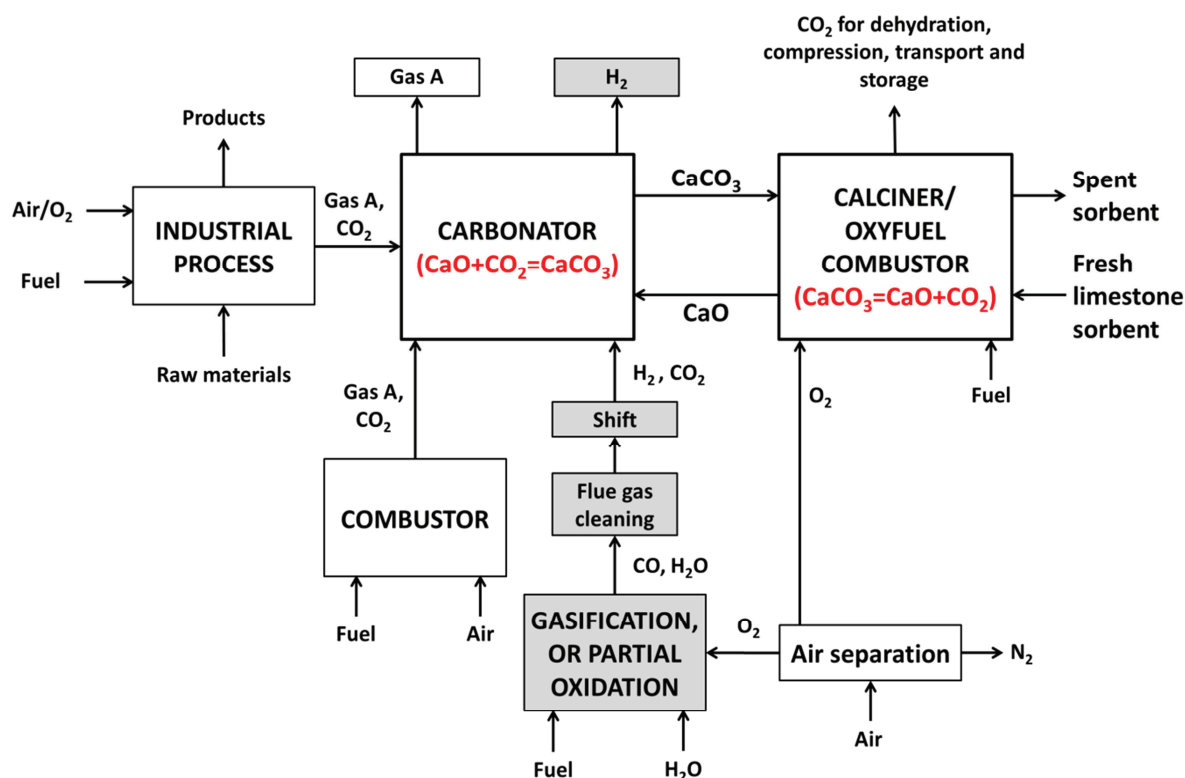 CO₂ for dehydration,
compression, transport and
storage
Gas A
H₂
Products
Air/O₂
Fuel
INDUSTRIAL
PROCESS
Raw materials
Gas A,
CO₂
CARBONATOR
(CaO+CO₂=CaCO₃)
CaCO₃
CaO
CALCINER/
OXYFUEL
COMBUSTOR
(CaCO₃=CaO+CO₂)
Spent
sorbent
Fresh
limestone
sorbent
Gas A,
CO₂
H₂, CO₂
O₂
Fuel
Shift
Flue gas
cleaning
COMBUSTOR
Fuel
Air
CO, H₂O
GASIFICATION,
OR PARTIAL
OXIDATION
O₂
Air separation
N₂
Fuel
H₂O
Air